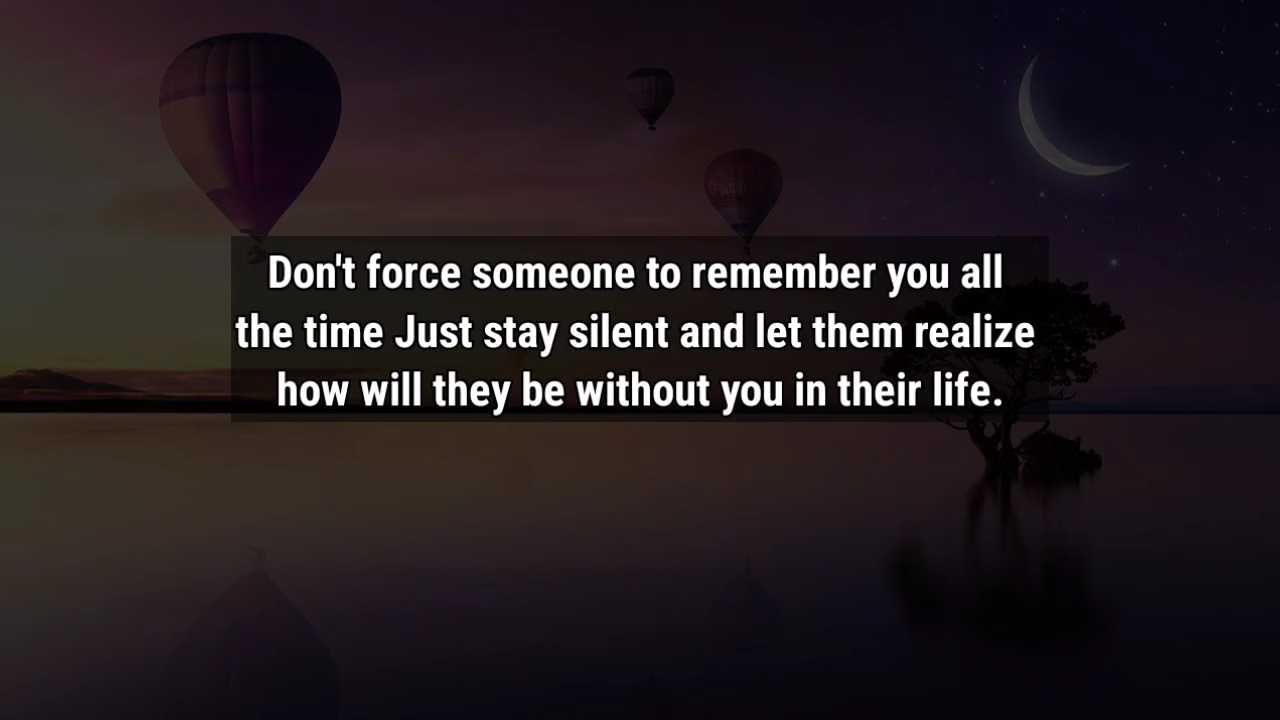 Don't force someone to remember you all
the time Just stay silent and let them realize
how will they be without you in their life.